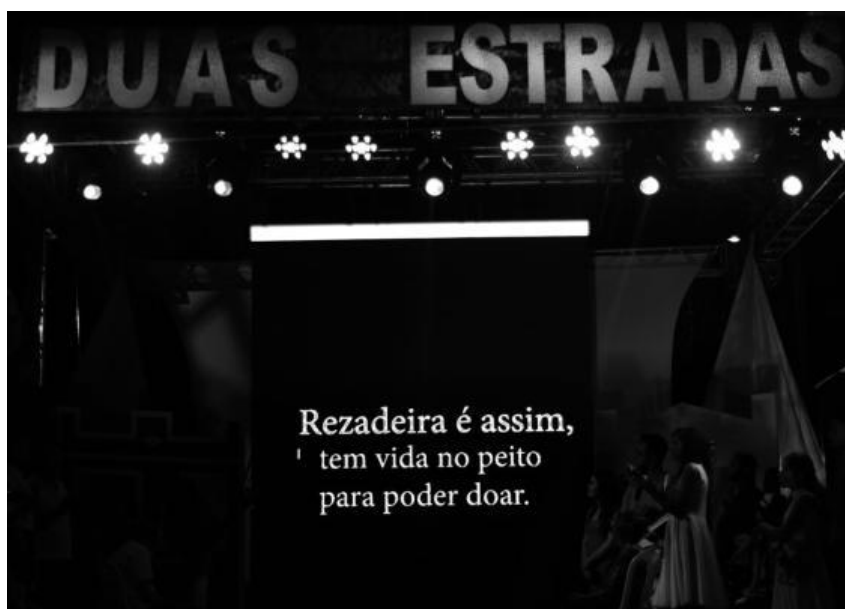 DUAS ESTRADAS
Rezadeira é assim,
tem vida no peito
para poder doar.